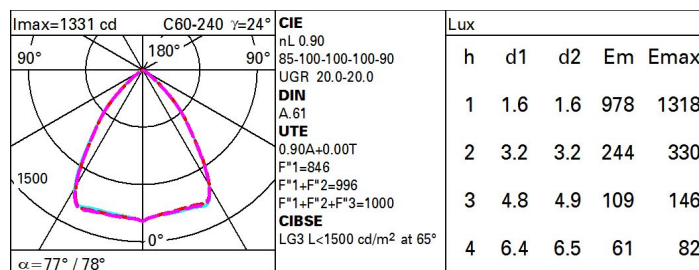 Imax=1331 cd C60-240 γ=24°
90° 180° 90°
1500
0°
α=77° / 78°
CIE
nL 0.90
85-100-100-100-90
UGR 20.0-20.0
DIN
A.61
UTE
0.90A+0.00T
F"1=846
F"1+F"2=996
F"1+F"2+F"3=1000
CIBSE
LG3 L<1500 cd/m² at 65°
Lux
h d1 d2 Em Emax
1 1.6 1.6 978 1318
2 3.2 3.2 244 330
3 4.8 4.9 109 146
4 6.4 6.5 61 82